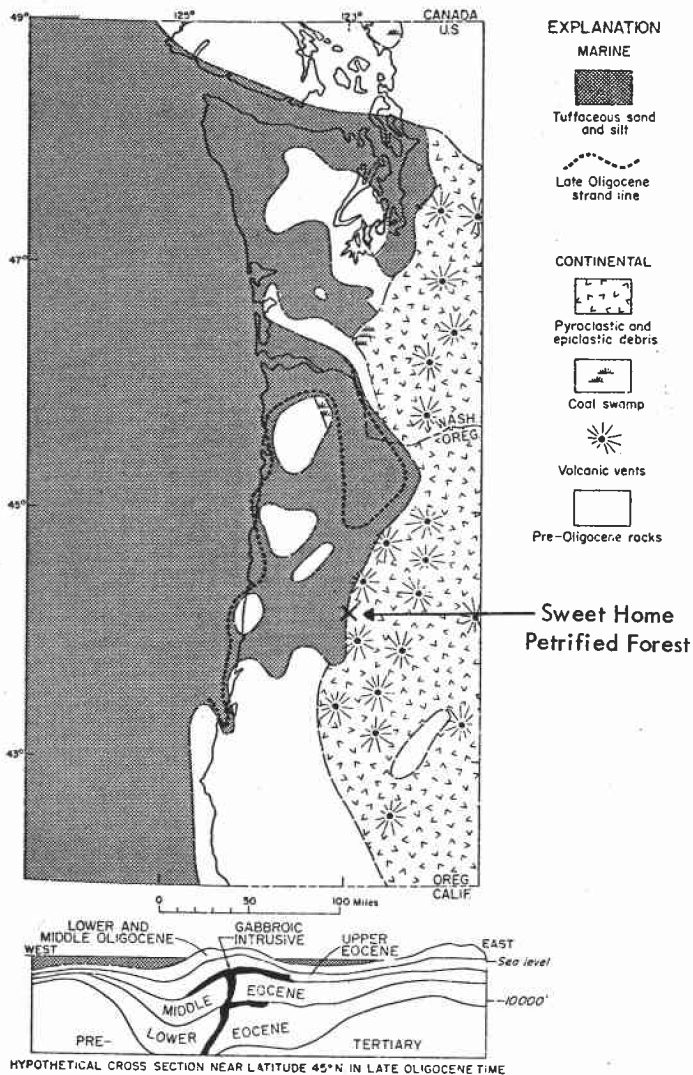 49°
125°
123°
CANADA
U.S
47°
WASH
OREG
45°
43°
OREG
CALIF.
EXPLANATION
MARINE
Tuffaceous sand
and silt
Late Oligocene
strand line
CONTINENTAL
Pyroclastic and
epiclastic debris
Coal swamp
Volcanic vents
Pre-Oligocene rocks
Sweet Home
Petrified Forest
0 50 100 Miles
LOWER AND
MIDDLE OLIGOCENE
GABBROIC
INTRUSIVE
UPPER
EOCENE
WEST
EAST
Sea level
MIDDLE EOCENE
-10000'
LOWER EOCENE
PRE- TERTIARY
HYPOTHETICAL CROSS SECTION NEAR LATITUDE 45°N. IN LATE OLIGOCENE TIME